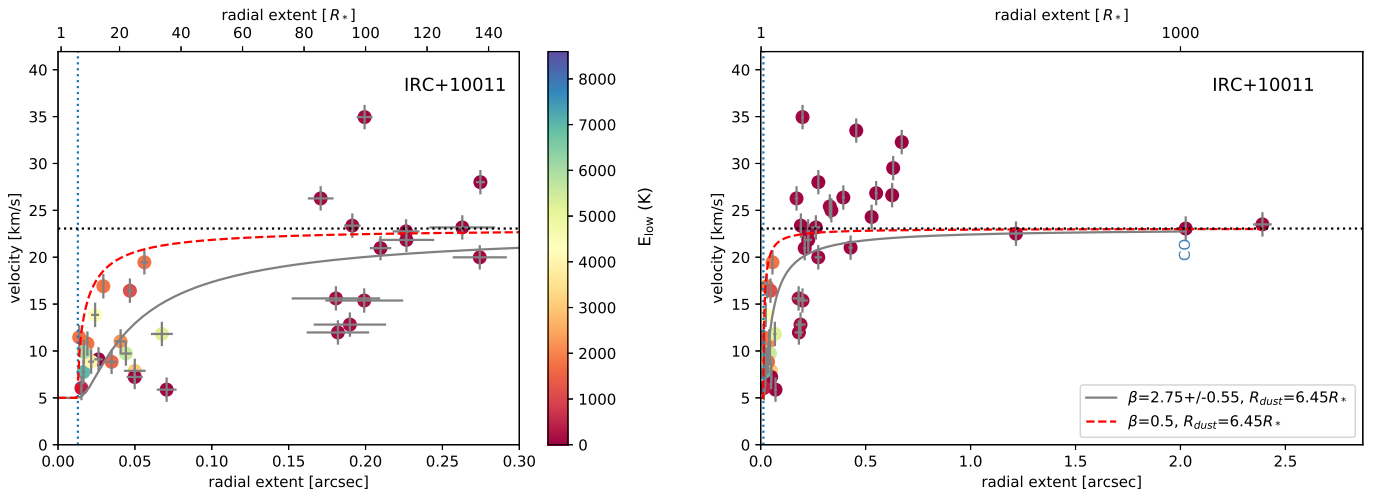 radial extent [ R* ]
1 20 40 60 80 100 120 140
IRC+10011
velocity [km/s]
40
35
30
25
20
15
10
5
0
0.00 0.05 0.10 0.15 0.20 0.25 0.30
radial extent [arcsec]
8000
7000
6000
5000
4000
3000
2000
1000
0
Elow (K)
radial extent [ R* ]
1 1000
IRC+10011
velocity [km/s]
40
35
30
25
20
15
10
5
0
CO
β=2.75+/-0.55, Rdust=6.45R*
β=0.5, Rdust=6.45R*
0.0 0.5 1.0 1.5 2.0 2.5
radial extent [arcsec]